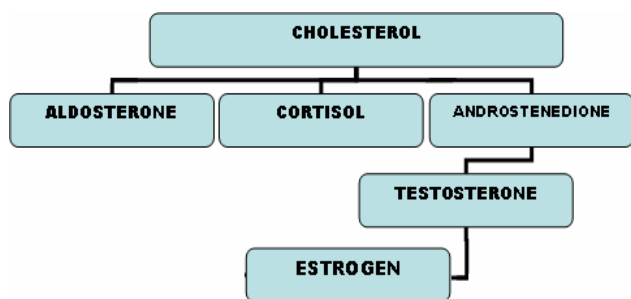 CHOLESTEROL
ALDOSTERONE
CORTISOL
ANDROSTENEDIONE
TESTOSTERONE
ESTROGEN